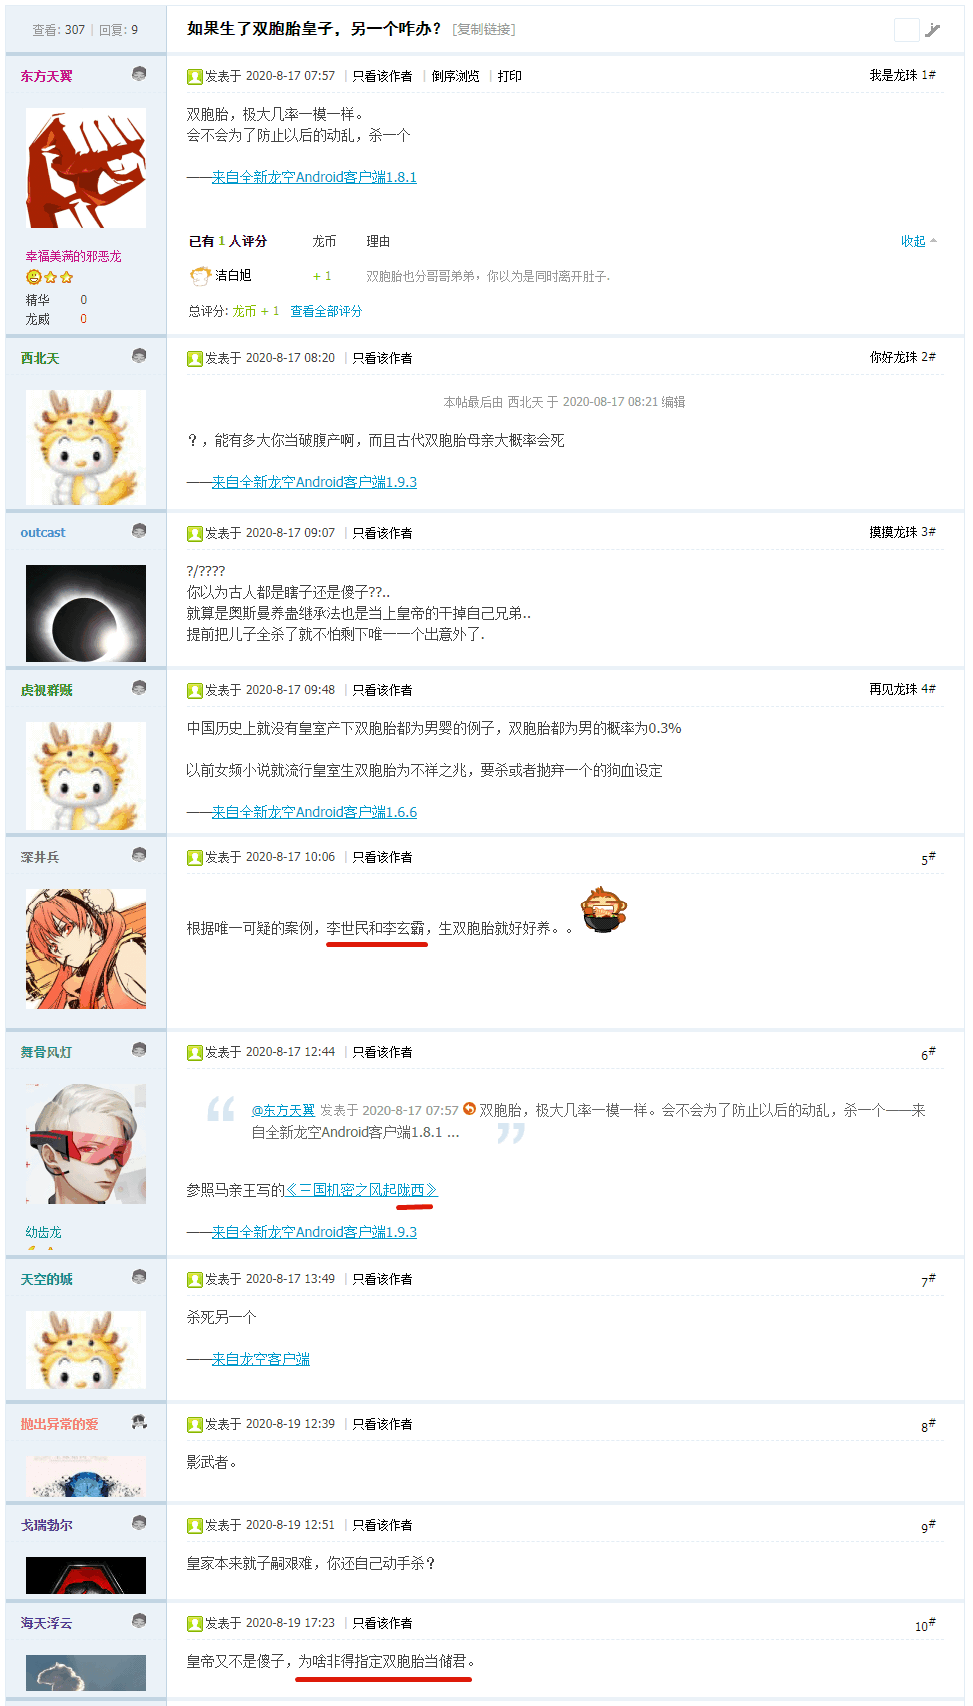 查看: 307 | 回复: 9
如果生了双胞胎皇子，另一个咋办？ [复制链接]
东方天翼
发表于 2020-8-17 07:57 | 只看该作者 | 倒序浏览 | 打印
我是龙珠 1#
双胞胎，极大几率一模一样。
会不会为了防止以后的动乱，杀一个
——来自全新龙空Android客户端1.8.1
幸福美满的邪恶龙
精华 0
龙威 0
已有 1 人评分 龙币 理由
收起
洁白旭 + 1 双胞胎也分哥哥弟弟，你以为是同时离开肚子.
总评分: 龙币 + 1 查看全部评分
西北天
发表于 2020-8-17 08:20 | 只看该作者
你好龙珠 2#
本帖最后由 西北天 于 2020-08-17 08:21 编辑
？，能有多大你当破腹产啊，而且古代双胞胎母亲大概率会死
——来自全新龙空Android客户端1.9.3
outcast
发表于 2020-8-17 09:07 | 只看该作者
摸摸龙珠 3#
?/????
你以为古人都是瞎子还是傻子??..
就算是奥斯曼养蛊继承法也是当上皇帝的干掉自己兄弟..
提前把儿子全杀了就不怕剩下唯一一个出意外了.
虎视群贼
发表于 2020-8-17 09:48 | 只看该作者
再见龙珠 4#
中国历史上就没有皇室产下双胞胎都为男婴的例子，双胞胎都为男的概率为0.3%
以前女频小说就流行皇室生双胞胎为不祥之兆，要杀或者抛弃一个的狗血设定
——来自全新龙空Android客户端1.6.6
深井兵
发表于 2020-8-17 10:06 | 只看该作者
5#
根据唯一可疑的案例，李世民和李玄霸，生双胞胎就好好养。。
舞骨风灯
发表于 2020-8-17 12:44 | 只看该作者
6#
@东方天翼 发表于 2020-8-17 07:57 双胞胎，极大几率一模一样。会不会为了防止以后的动乱，杀一个——来
自全新龙空Android客户端1.8.1 ...
参照马亲王写的《三国机密之风起陇西》
——来自全新龙空Android客户端1.9.3
幼齿龙
天空的城
发表于 2020-8-17 13:49 | 只看该作者
7#
杀死另一个
——来自龙空客户端
抛出异常的爱
发表于 2020-8-19 12:39 | 只看该作者
8#
影武者。
戈瑞勃尔
发表于 2020-8-19 12:51 | 只看该作者
9#
皇家本来就子嗣艰难，你还自己动手杀？
海天浮云
发表于 2020-8-19 17:23 | 只看该作者
10#
皇帝又不是傻子，为啥非得指定双胞胎当储君。